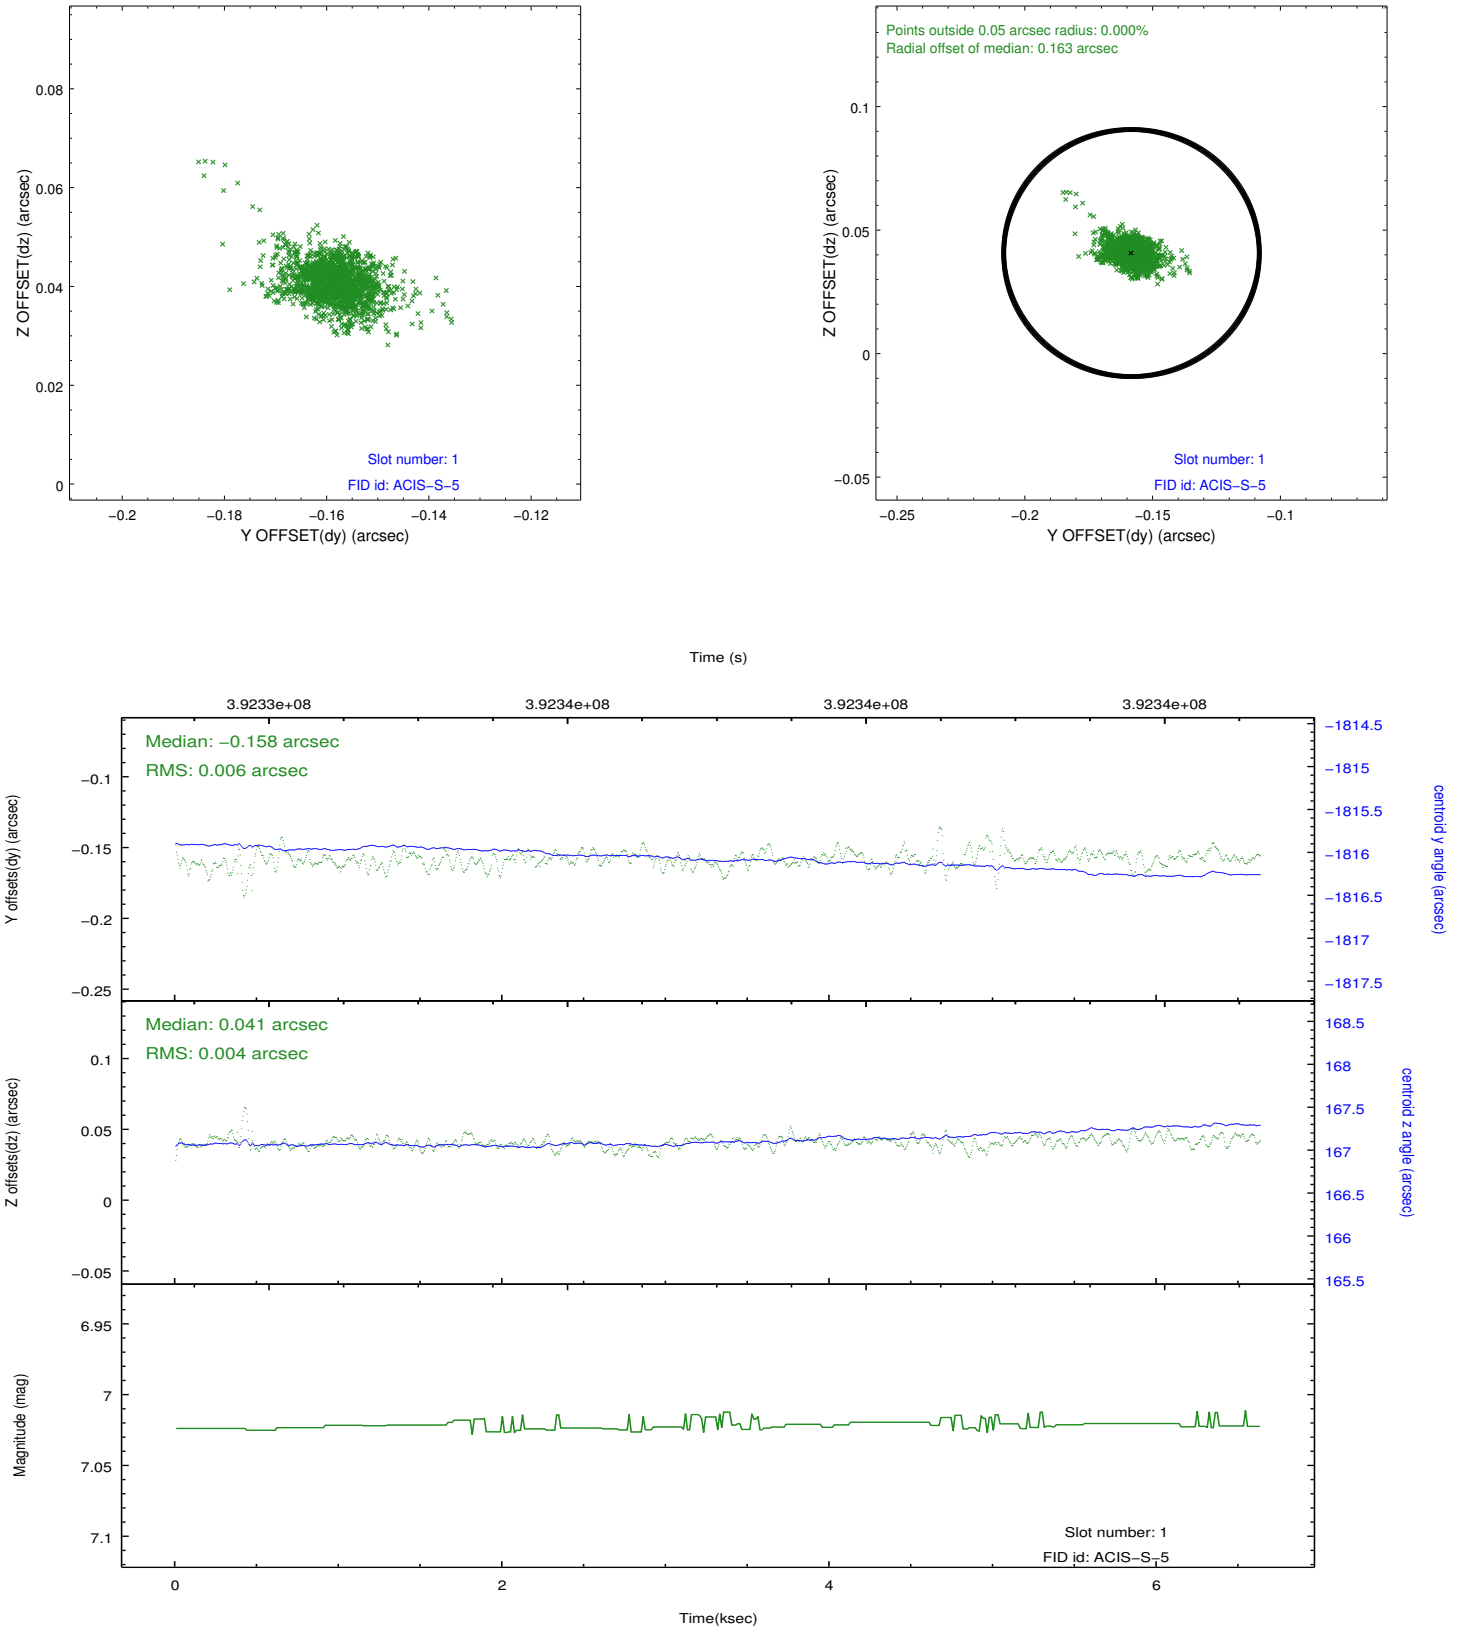 0.08
0.06
0.04
0.02
0
Z OFFSET(dz) (arcsec)
Slot number: 1
FID id: ACIS−S−5
−0.2
−0.18
−0.16
−0.14
−0.12
Y OFFSET(dy) (arcsec)
Points outside 0.05 arcsec radius: 0.000%
Radial offset of median: 0.163 arcsec
0.1
0.05
0
−0.05
Z OFFSET(dz) (arcsec)
Slot number: 1
FID id: ACIS−S−5
−0.25
−0.2
−0.15
−0.1
Y OFFSET(dy) (arcsec)
Time (s)
3.9233e+08
3.9234e+08
3.9234e+08
3.9234e+08
Median: −0.158 arcsec
RMS: 0.006 arcsec
−0.1
−0.15
−0.2
−0.25
Y offsets(dy) (arcsec)
−1814.5
−1815
−1815.5
−1816
−1816.5
−1817
−1817.5
centroid y angle (arcsec)
Median: 0.041 arcsec
RMS: 0.004 arcsec
0.1
0.05
0
−0.05
Z offsets(dz) (arcsec)
168.5
168
167.5
167
166.5
166
165.5
centroid z angle (arcsec)
6.95
7
7.05
7.1
Magnitude (mag)
Slot number: 1
FID id: ACIS−S−5
0
2
4
6
Time(ksec)